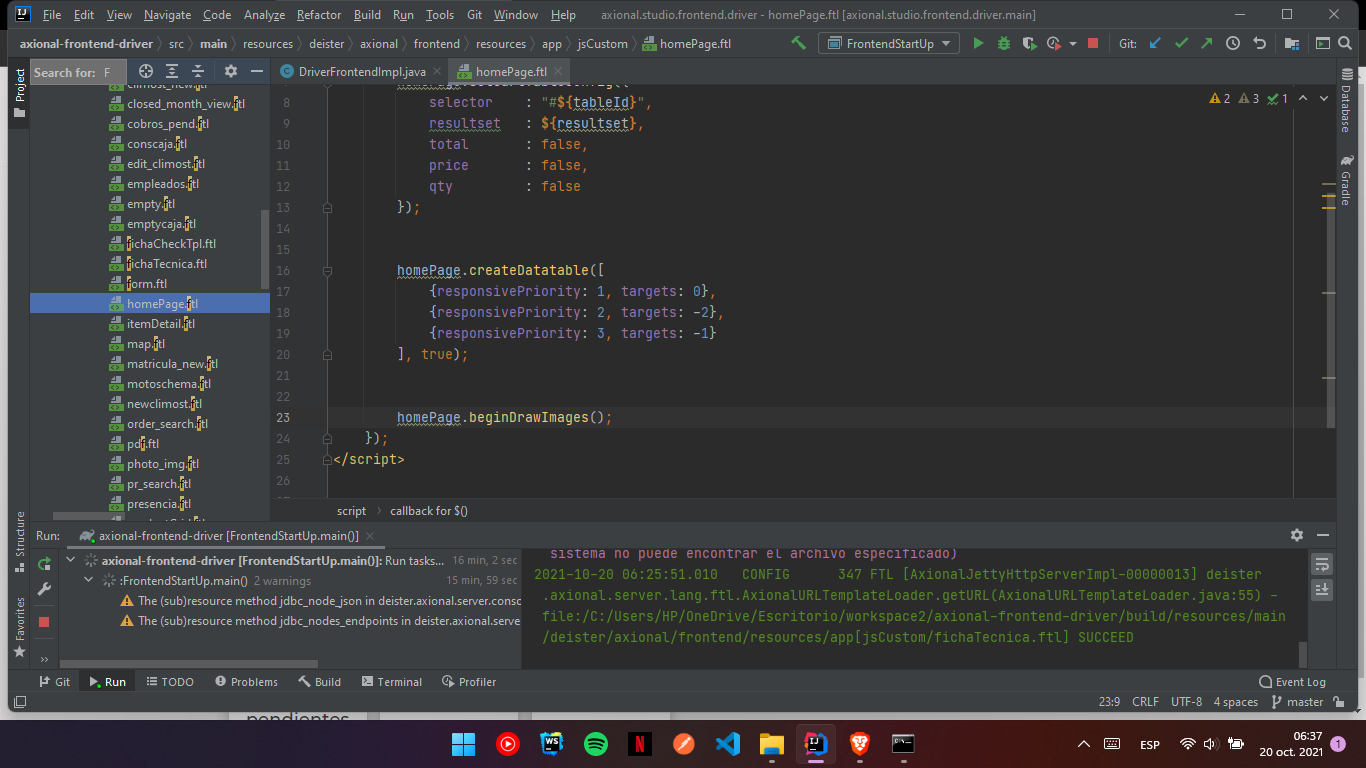 File Edit View Navigate Code Analyze Refactor Build Run Tools Git Window Help axional.studio.frontend.driver - homePage.ftl [axional.studio.frontend.driver.main]
axional-frontend-driver src main resources deister axional frontend resources app jsCustom homePage.ftl FrontendStartUp Git:
Project
Search for: F
DriverFrontendImpl.java
homePage.ftl
closed_month_view.ftl
cobros_pend.ftl
conscaja.ftl
edit_climost.ftl
empleados.ftl
empty.ftl
emptycaja.ftl
fichaCheckTpl.ftl
fichaTecnica.ftl
form.ftl
homePage.ftl
itemDetail.ftl
map.ftl
matricula_new.ftl
motoschema.ftl
newclimost.ftl
order_search.ftl
pdf.ftl
photo_img.ftl
pr_search.ftl
presencia.ftl
8 selector : "#${tableId}",
9 resultset : ${resultset},
10 total : false,
11 price : false,
12 qty : false
13 });
14
15
16 homePage.createDatatable([
17 {responsivePriority: 1, targets: 0},
18 {responsivePriority: 2, targets: -2},
19 {responsivePriority: 3, targets: -1}
20 ], true);
21
22
23 homePage.beginDrawImages();
24 });
25 </script>
26
2 3 1
Database
Gradle
script callback for $()
Structure
Favorites
Run: axional-frontend-driver [FrontendStartUp.main()]
axional-frontend-driver [FrontendStartUp.main()]: Run tasks... 16 min, 2 sec
:FrontendStartUp.main() 2 warnings 15 min, 59 sec
The (sub)resource method jdbc_node_json in deister.axional.server.consc
The (sub)resource method jdbc_nodes_endpoints in deister.axional.serve
sistema no puede encontrar el archivo especificado)
2021-10-20 06:25:51.010 CONFIG 347 FTL [AxionalJettyHttpServerImpl-00000013] deister
.axional.server.lang.ftl.AxionalURLTemplateLoader.getURL(AxionalURLTemplateLoader.java:55) -
file:/C:/Users/HP/OneDrive/Escritorio/workspace2/axional-frontend-driver/build/resources/main
/deister/axional/frontend/resources/app[jsCustom/fichaTecnica.ftl] SUCCEED
Git Run TODO Problems Build Terminal Profiler Event Log
23:9 CRLF UTF-8 4 spaces master
pendientes
ESP
06:37
20 oct. 2021
1